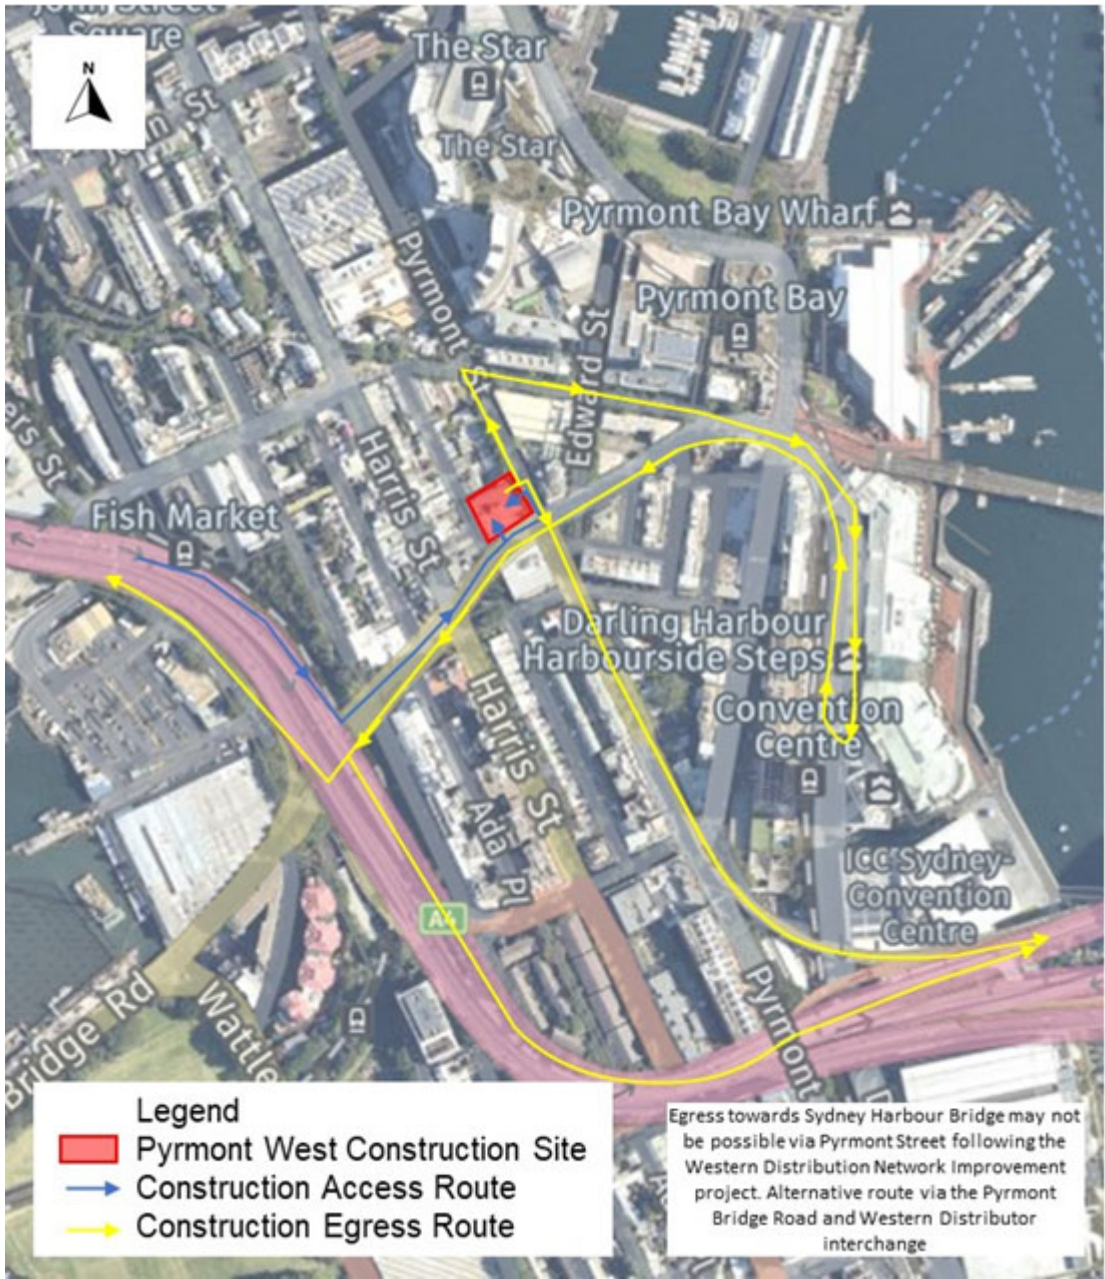 John Street
Square
N
The Star
St
The Star
Pyrmont Bay Wharf
Pyrmont
St
Pyrmont Bay
Edward St
Harris St
Fish Market
Darling Harbour
Harbourside Steps
Convention
Centre
Harris St
Ada Pl
ICC Sydney-
Convention
Centre
A4
Bridge Rd
Wattle
Pyrmont
Legend
Pyrmont West Construction Site
Construction Access Route
Construction Egress Route
Egress towards Sydney Harbour Bridge may not
be possible via Pyrmont Street following the
Western Distribution Network Improvement
project. Alternative route via the Pyrmont
Bridge Road and Western Distributor
interchange